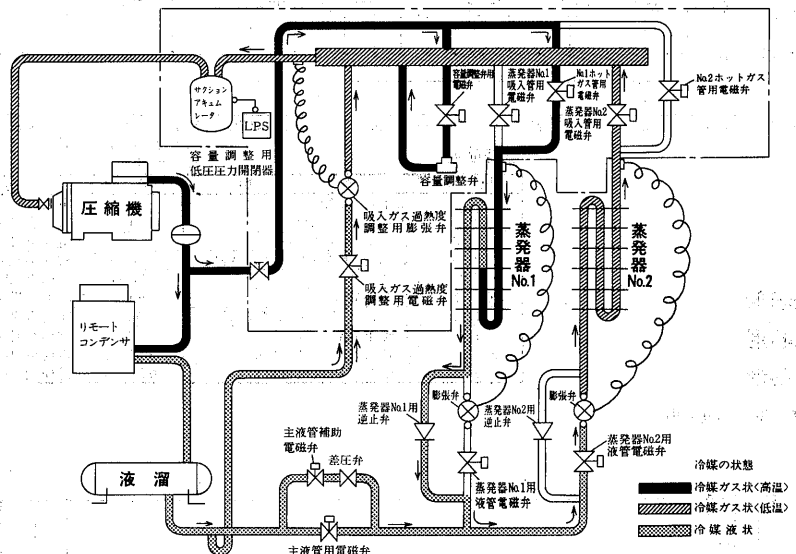 サクション
アキュム
レータ
LPS
容量調整用
低圧圧力開閉器
圧縮機
リモート
コンデンサ
液溜
容量調整弁用
電磁弁
蒸発器No.1
吸入管用
電磁弁
No.1ホット
ガス管用
電磁弁
蒸発器No.2
吸入管用
電磁弁
No.2ホットガス
管用電磁弁
容量調整弁
吸入ガス過熱度
調整用膨張弁
吸入ガス過熱度
調整用電磁弁
蒸発器
No.1
蒸発器
No.2
膨張弁
膨張弁
蒸発器No.1用
逆止弁
蒸発器No.2用
逆止弁
主液管補助
電磁弁
差圧弁
主液管用電磁弁
蒸発器No.1用
液管電磁弁
蒸発器No.2用
液管電磁弁
冷媒の状態
冷媒ガス状<高温>
冷媒ガス状<低温>
冷媒液状